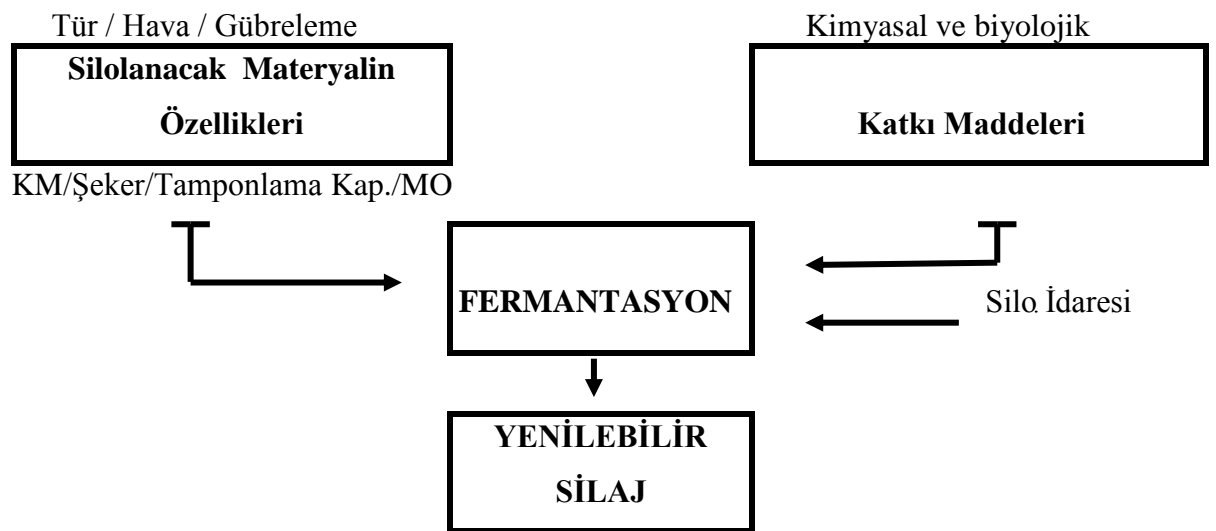 Tür / Hava / Gübreleme
Silolanacak Materyalin
Özellikleri
KM/Şeker/Tamponlama Kap./MO
Kimyasal ve biyolojik
Katkı Maddeleri
FERMANTASYON
Silo. İdaresi
YENİLEBİLİR
SİLAJ